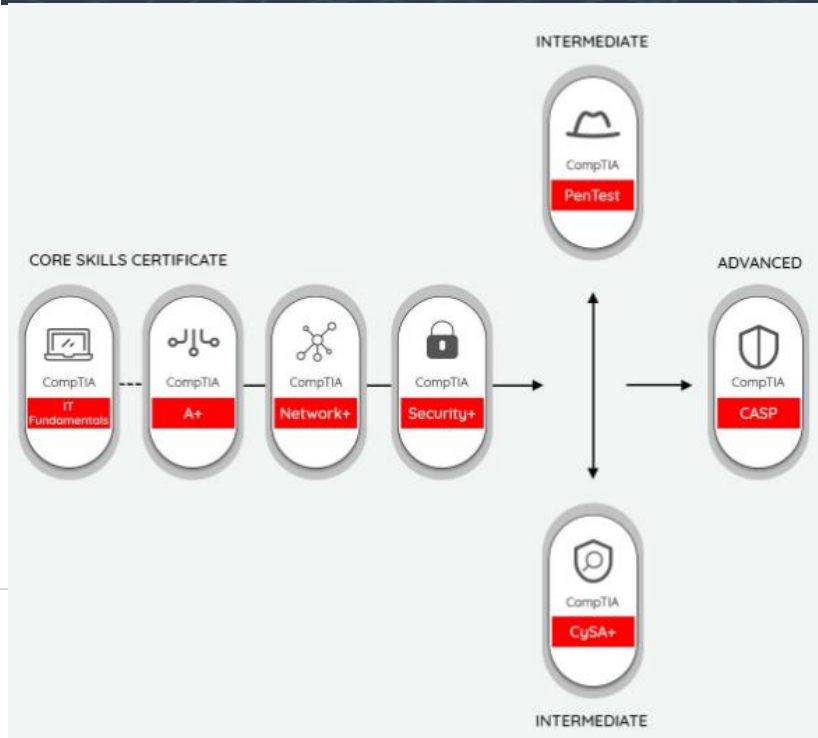 INTERMEDIATE
CompTIA
PenTest
CORE SKILLS CERTIFICATE
ADVANCED
CompTIA
IT
Fundamentals
CompTIA
A+
CompTIA
Network+
CompTIA
Security+
CompTIA
CASP
CompTIA
CySA+
INTERMEDIATE